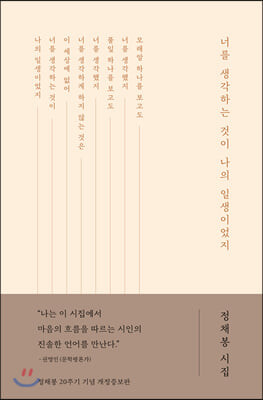 너를 생각하는 것이 나의 일생이었지
모래알 하나를 보고도
너를 생각했지
풀잎 하나를 보고도
너를 생각했지
너를 생각하게 하지 않는 것은
이 세상에 없어
너를 생각하는 것이
나의 일생이었지
정채봉 시집
“나는 이 시집에서
마음의 흐름을 따르는 시인의
진솔한 언어를 만난다.”
- 권영민(문학평론가)
정채봉 20주기 기념 개정증보판